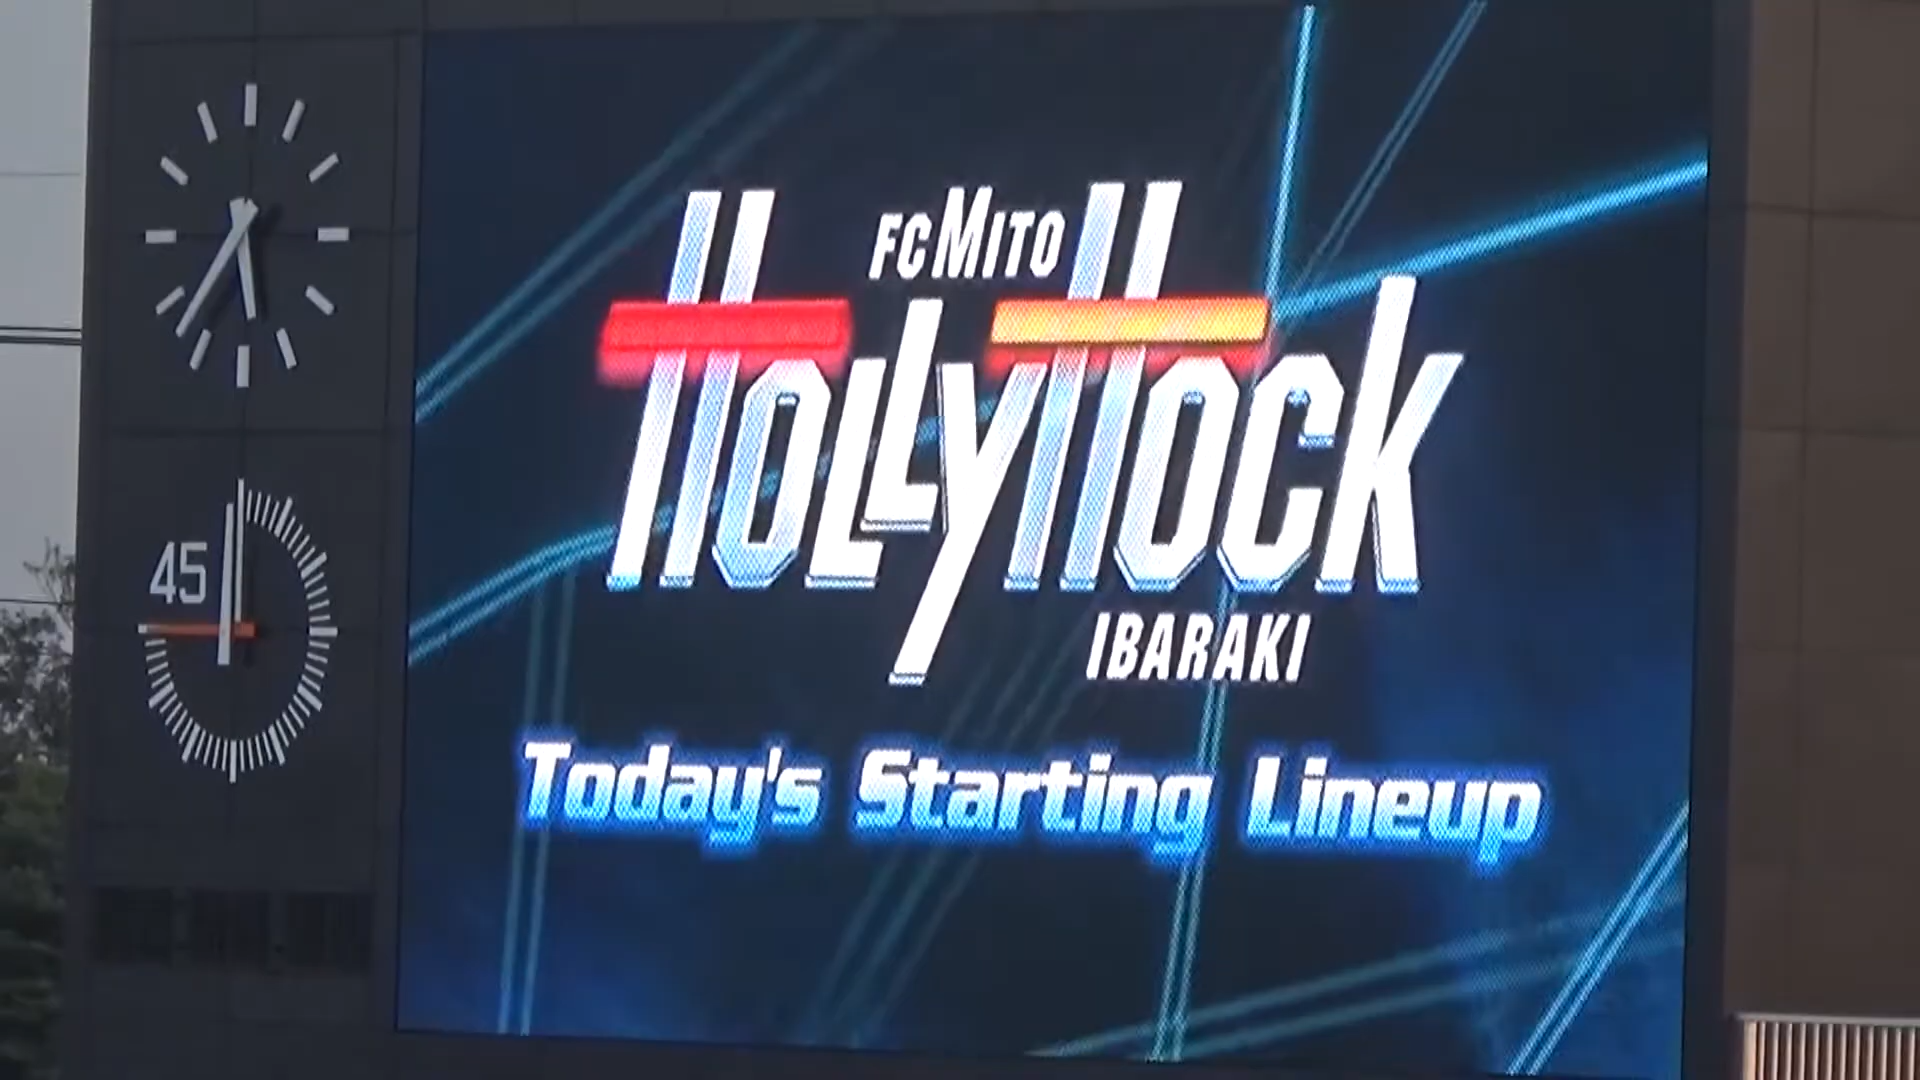 FC MITO
HOLLYHOCK
IBARAKI
45
Today's Starting Lineup